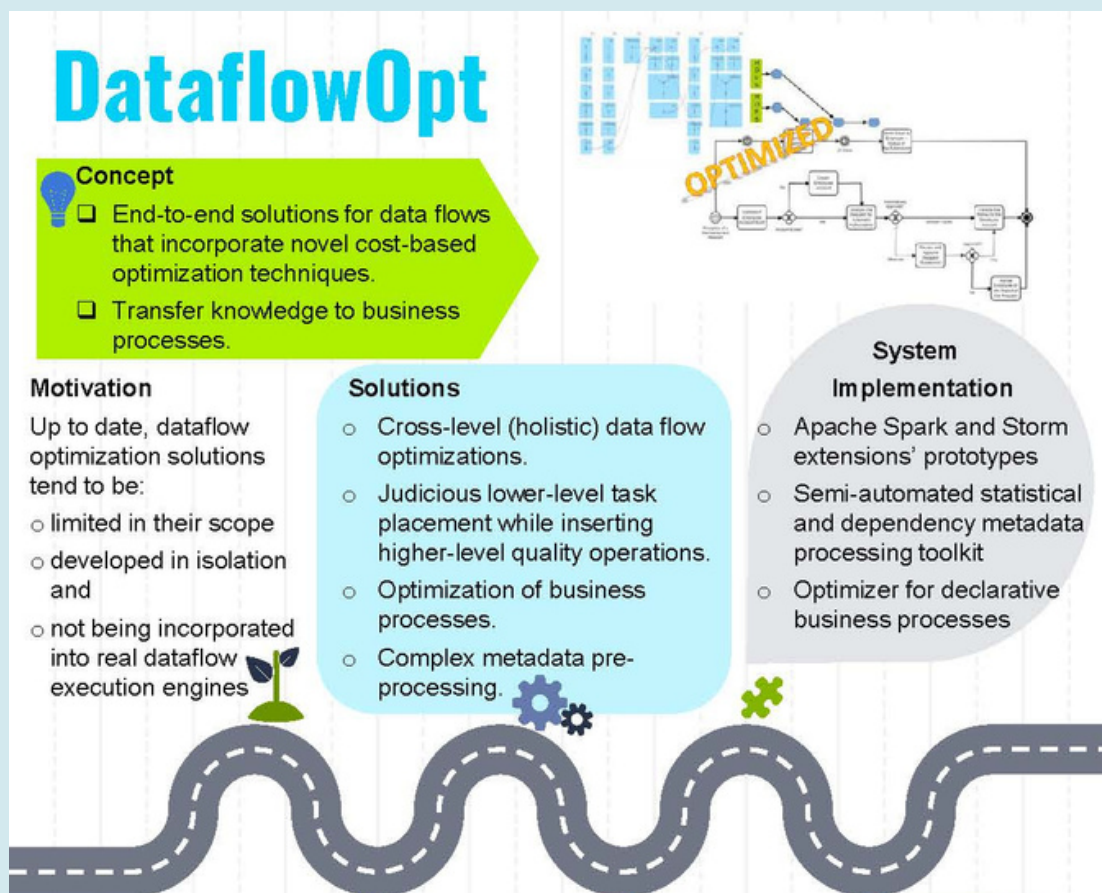 DataflowOpt
OPTIMIZED
Concept
❑ End-to-end solutions for data flows
that incorporate novel cost-based
optimization techniques.
❑ Transfer knowledge to business
processes.
Motivation
Up to date, dataflow
optimization solutions
tend to be:
o limited in their scope
o developed in isolation
and
o not being incorporated
into real dataflow
execution engines
Solutions
o Cross-level (holistic) data flow
optimizations.
o Judicious lower-level task
placement while inserting
higher-level quality operations.
o Optimization of business
processes.
o Complex metadata pre-
processing.
System
Implementation
o Apache Spark and Storm
extensions’ prototypes
o Semi-automated statistical
and dependency metadata
processing toolkit
o Optimizer for declarative
business processes